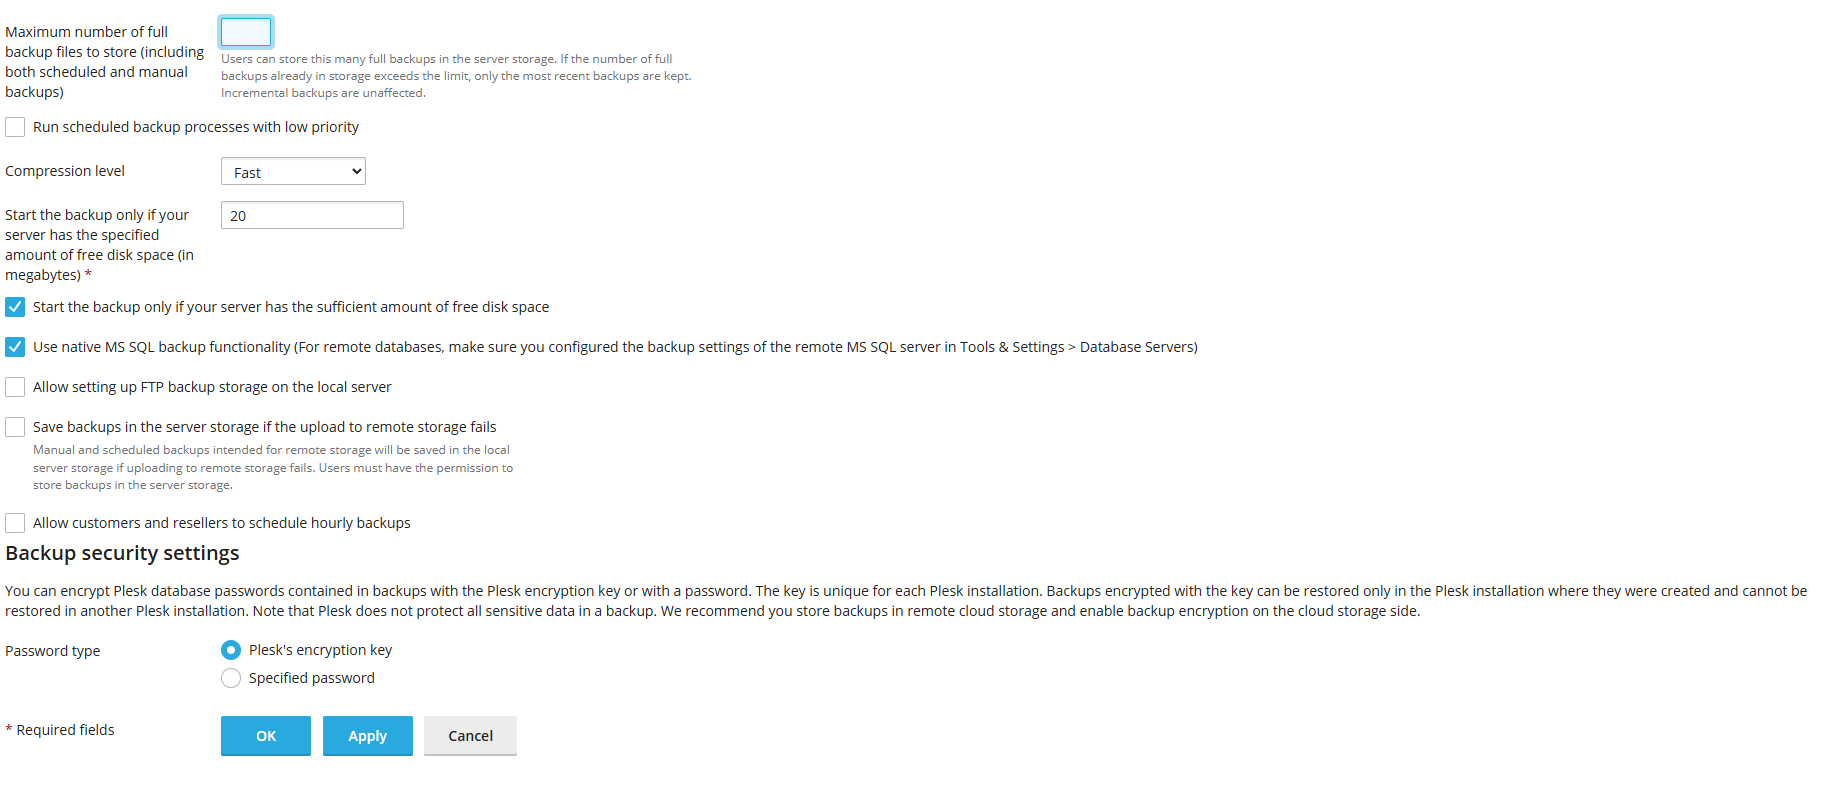 Maximum number of full
backup files to store (including
both scheduled and manual
backups)
Users can store this many full backups in the server storage. If the number of full
backups already in storage exceeds the limit, only the most recent backups are kept.
Incremental backups are unaffected.
Run scheduled backup processes with low priority
Compression level
Fast
Start the backup only if your
server has the specified
amount of free disk space (in
megabytes) *
20
Start the backup only if your server has the sufficient amount of free disk space
Use native MS SQL backup functionality (For remote databases, make sure you configured the backup settings of the remote MS SQL server in Tools & Settings > Database Servers)
Allow setting up FTP backup storage on the local server
Save backups in the server storage if the upload to remote storage fails
Manual and scheduled backups intended for remote storage will be saved in the local
server storage if uploading to remote storage fails. Users must have the permission to
store backups in the server storage.
Allow customers and resellers to schedule hourly backups
Backup security settings
You can encrypt Plesk database passwords contained in backups with the Plesk encryption key or with a password. The key is unique for each Plesk installation. Backups encrypted with the key can be restored only in the Plesk installation where they were created and cannot be
restored in another Plesk installation. Note that Plesk does not protect all sensitive data in a backup. We recommend you store backups in remote cloud storage and enable backup encryption on the cloud storage side.
Password type
Plesk's encryption key
Specified password
* Required fields
OK
Apply
Cancel